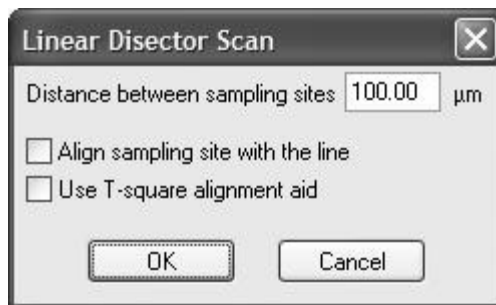 Linear Disector Scan
Distance between sampling sites 100.00 µm
Align sampling site with the line
Use T-square alignment aid
OK Cancel